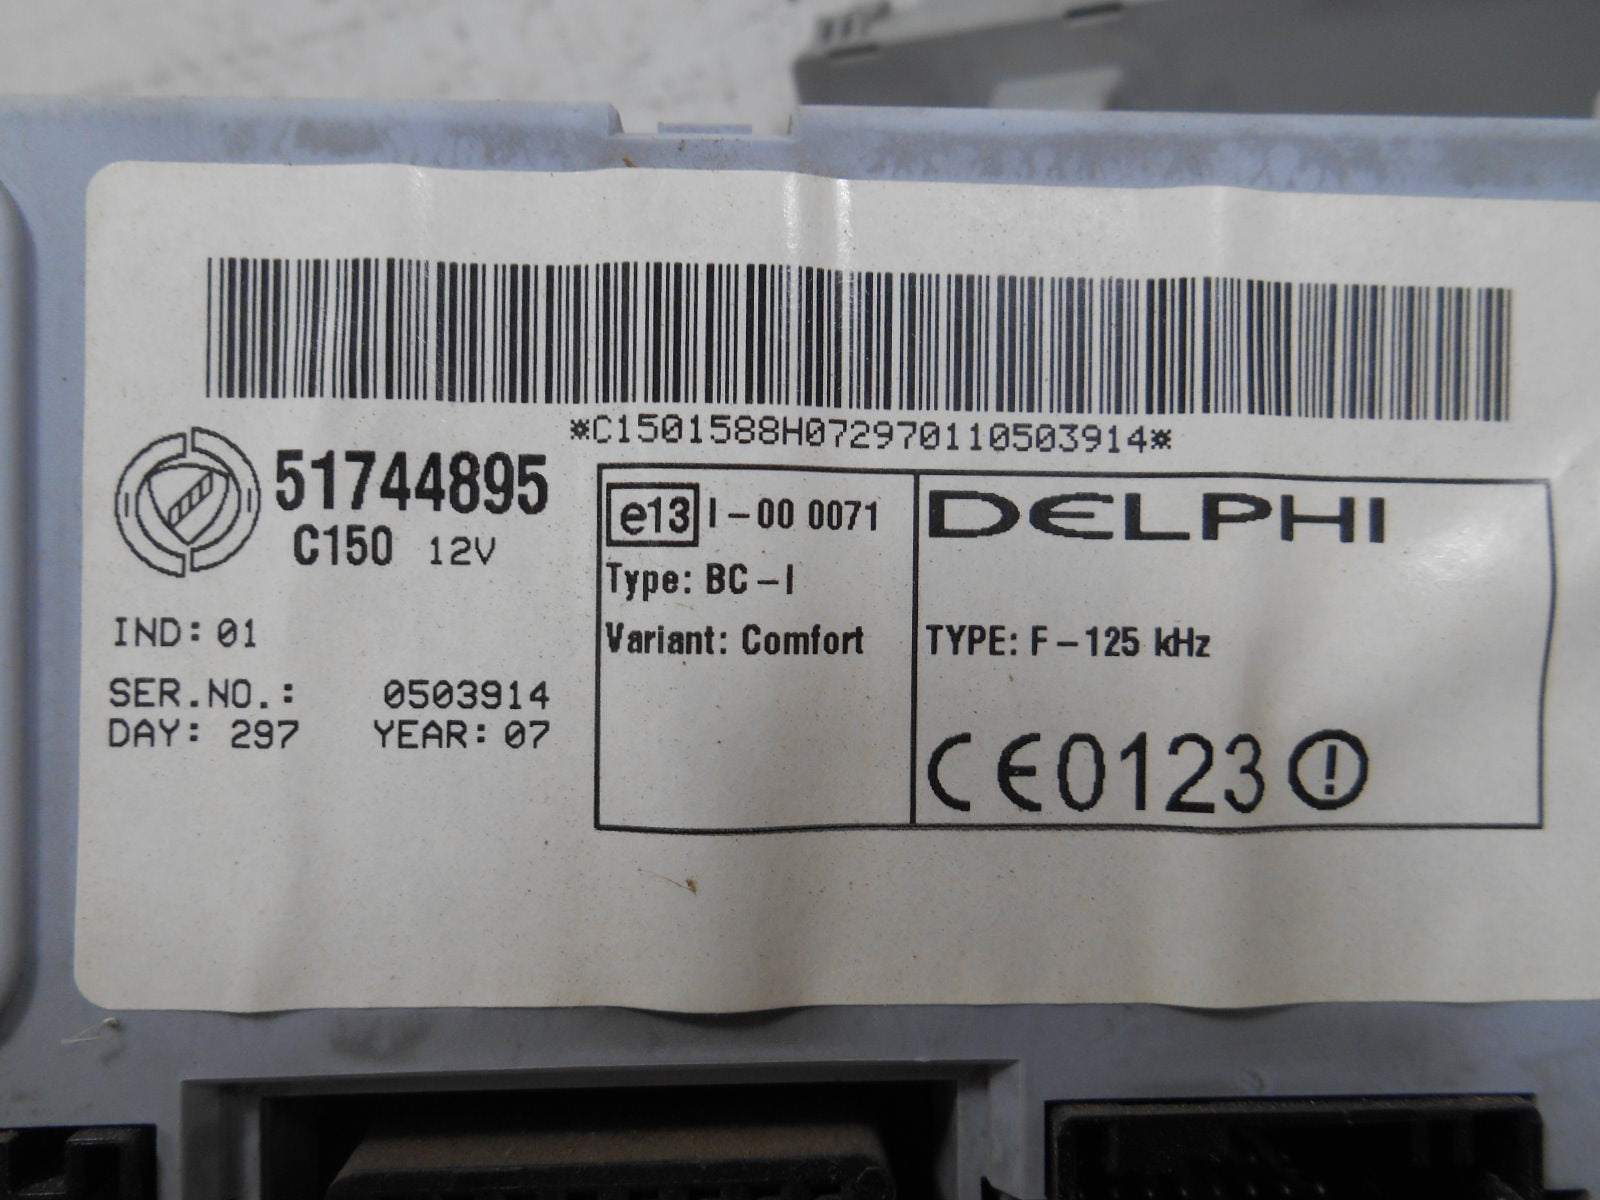 *C1501588H072970110503914*
51744895
C150 12V
IND: 01
SER.NO.: 0503914
DAY: 297 YEAR: 07
e13 I-00 0071
Type: BC-I
Variant: Comfort
DELPHI
TYPE: F-125 kHz
CE0123!